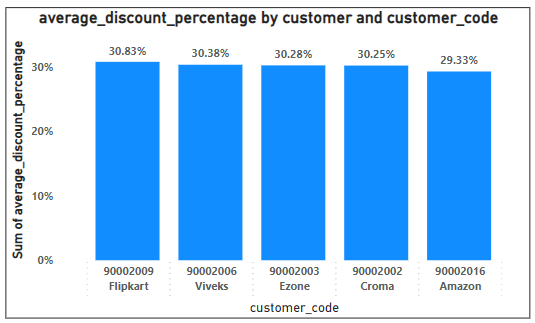 average_discount_percentage by customer and customer_code
Sum of average_discount_percentage
30.83% 30.38% 30.28% 30.25% 29.33%
30%
20%
10%
0%
90002009 90002006 90002003 90002002 90002016
Flipkart Viveks Ezone Croma Amazon
customer_code